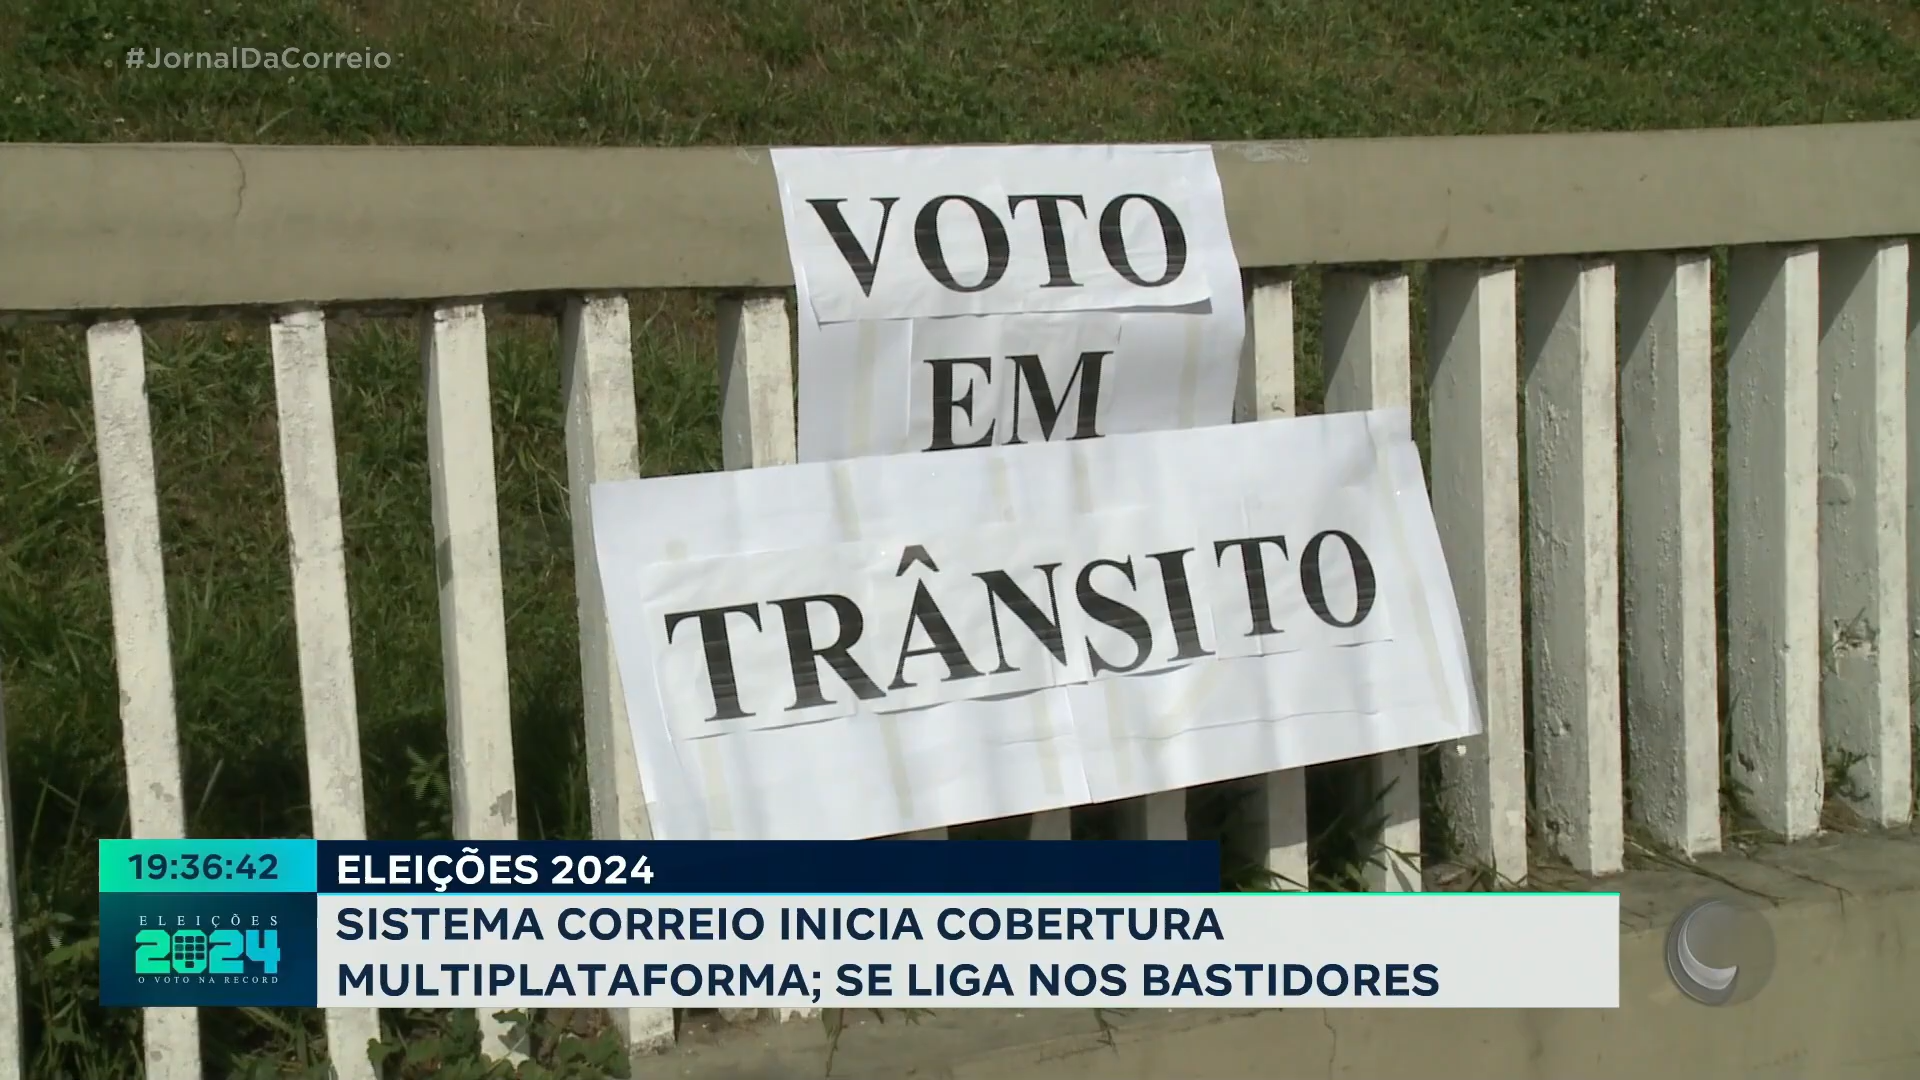 #JornalDaCorreio
VOTO
EM
TRÂNSITO
19:36:42
ELEIÇÕES 2024
ELEIÇÕES
2024
O VOTO NA RECORD
SISTEMA CORREIO INICIA COBERTURA
MULTIPLATAFORMA; SE LIGA NOS BASTIDORES